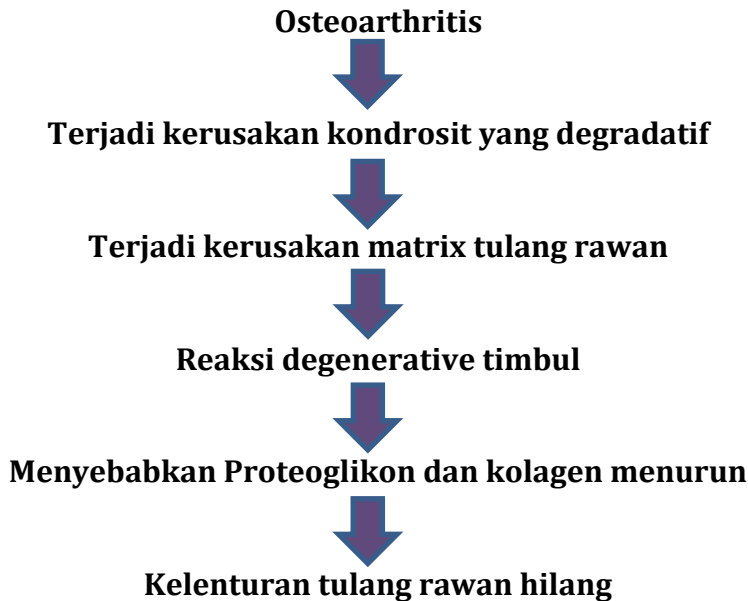 Osteoarthritis
Terjadi kerusakan kondrosit yang degradatif
Terjadi kerusakan matrix tulang rawan
Reaksi degenerative timbul
Menyebabkan Proteoglikon dan kolagen menurun
Kelenturan tulang rawan hilang